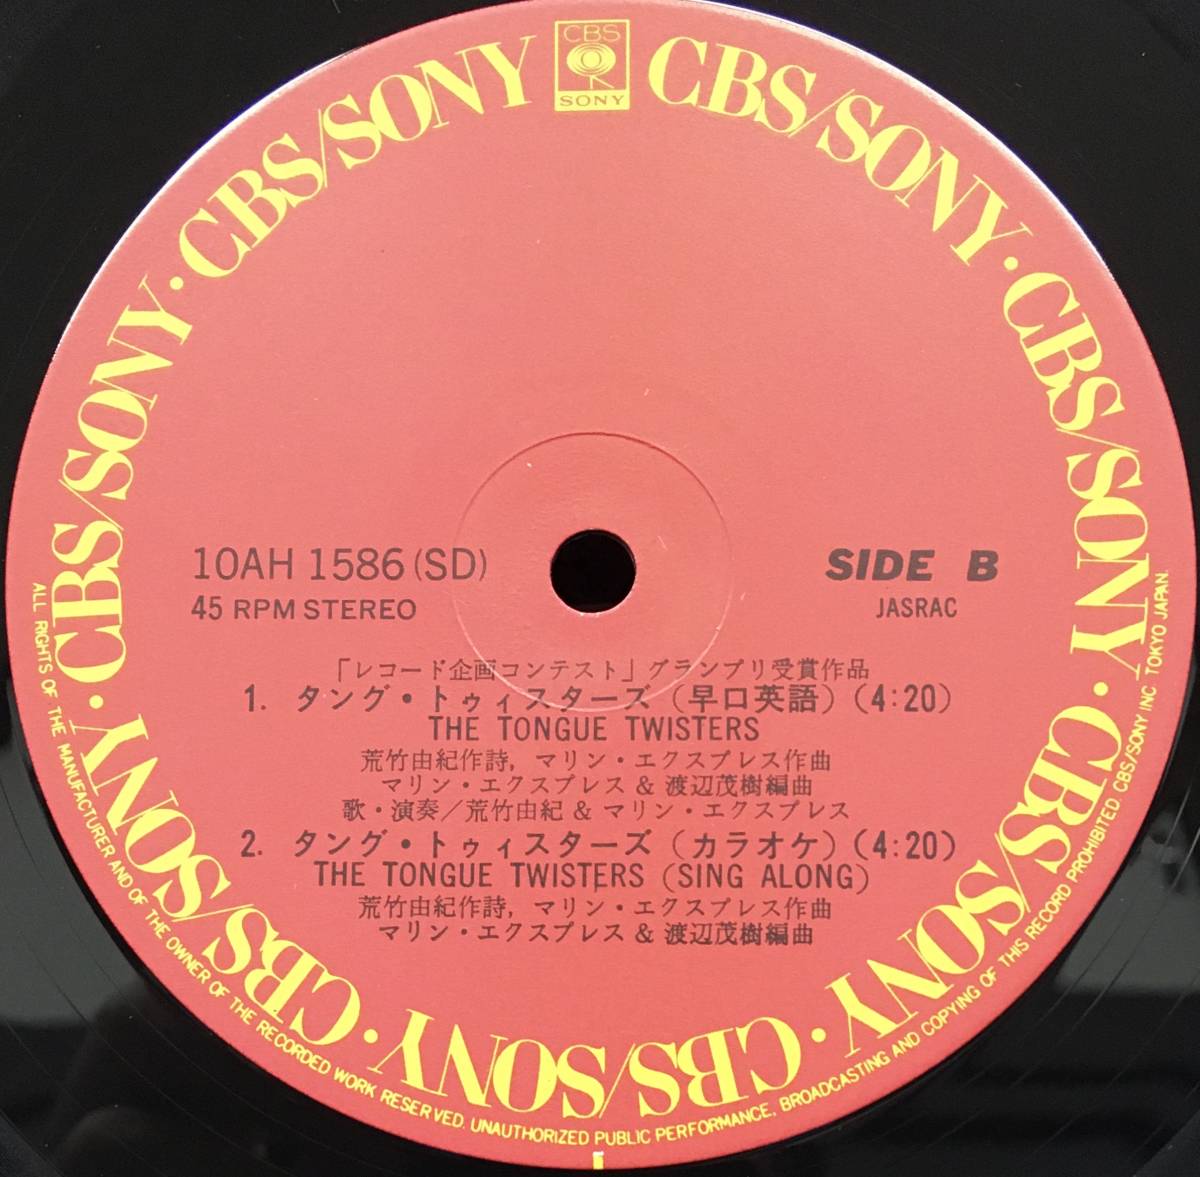 CBS
SONY
CBS/SONY · CBS/SONY · CBS/SONY · CBS/SONY · CBS/SONY · CBS/SONY · CBS/SONY · CBS/SONY
10AH 1586 (SD)
SIDE B
45 RPM STEREO
JASRAC
「レコード企画コンテスト」グランプリ受賞作品
1. タング・トゥィスターズ (早口英語) (4:20)
THE TONGUE TWISTERS
荒竹由紀作詩, マリン・エクスプレス作曲
マリン・エクスプレス & 渡辺茂樹編曲
歌・演奏／荒竹由紀 & マリン・エクスプレス
2. タング・トゥィスターズ (カラオケ) (4:20)
THE TONGUE TWISTERS (SING ALONG)
荒竹由紀作詩, マリン・エクスプレス作曲
マリン・エクスプレス & 渡辺茂樹編曲
ALL RIGHTS OF THE MANUFACTURER AND OF THE OWNER OF THE RECORDED WORK RESERVED. UNAUTHORIZED PUBLIC PERFORMANCE, BROADCASTING AND COPYING OF THIS RECORD PROHIBITED. CBS/SONY INC. TOKYO JAPAN.